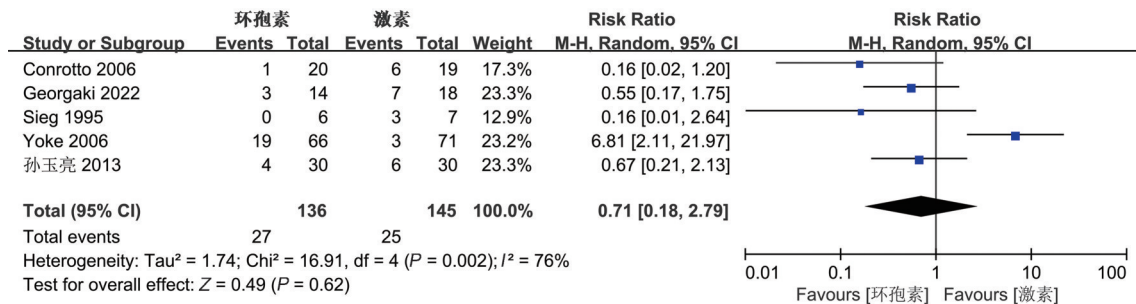 环孢素 激素 Risk Ratio Risk Ratio
Study or Subgroup Events Total Events Total Weight M-H, Random, 95% CI M-H, Random, 95% CI
Conrotto 2006 1 20 6 19 17.3% 0.16 [0.02, 1.20]
Georgaki 2022 3 14 7 18 23.3% 0.55 [0.17, 1.75]
Sieg 1995 0 6 3 7 12.9% 0.16 [0.01, 2.64]
Yoke 2006 19 66 3 71 23.2% 6.81 [2.11, 21.97]
孙玉亮 2013 4 30 6 30 23.3% 0.67 [0.21, 2.13]
Total (95% CI) 136 145 100.0% 0.71 [0.18, 2.79]
Total events 27 25
Heterogeneity: Tau² = 1.74; Chi² = 16.91, df = 4 (P = 0.002); I² = 76%
Test for overall effect: Z = 0.49 (P = 0.62)
0.01 0.1 1 10 100
Favours [环孢素] Favours [激素]